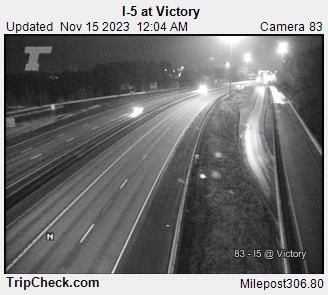 I-5 at Victory
Updated Nov 15 2023 12:04 AM Camera 83
T
N
83 - I5 @ Victory
TripCheck.com Milepost306.80